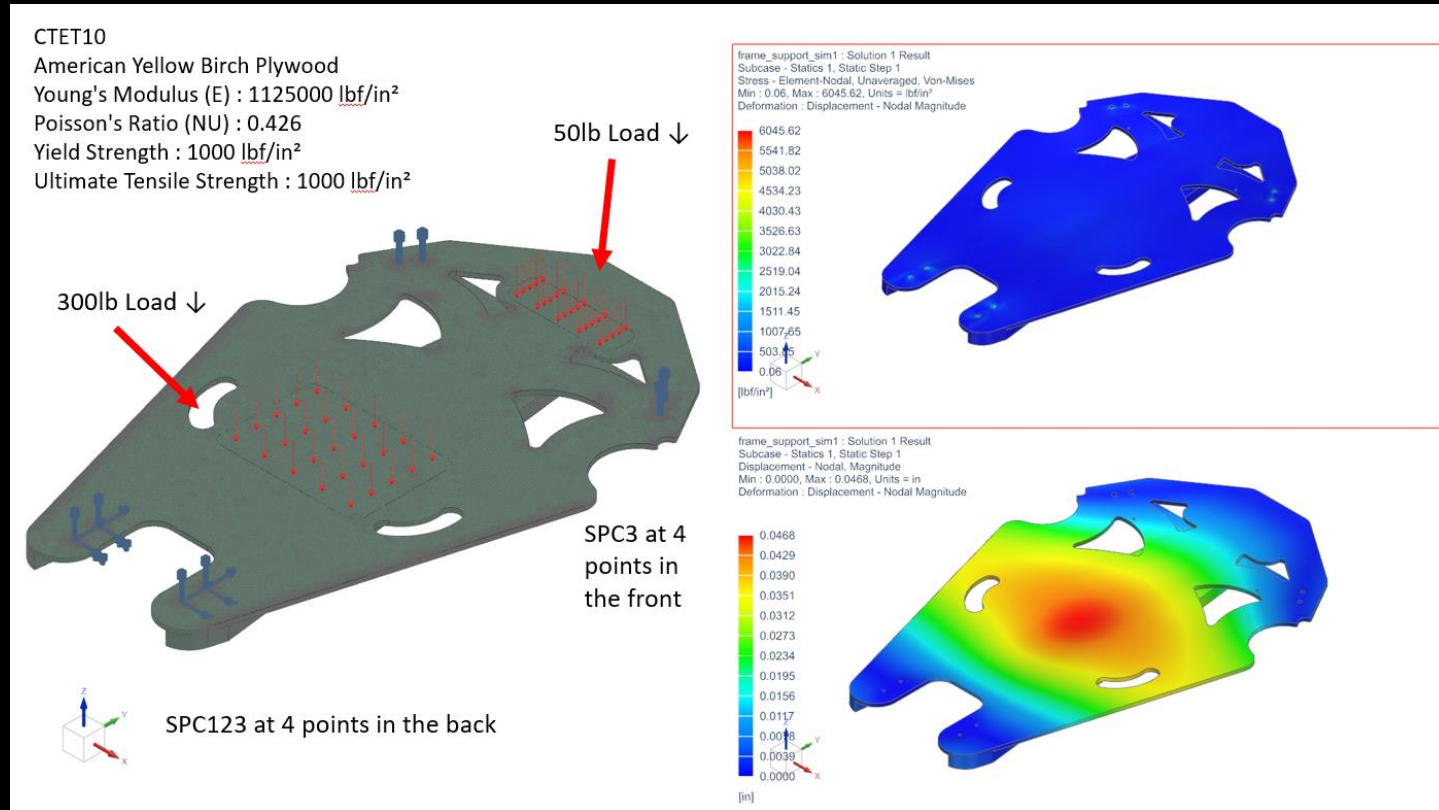 CTET10
American Yellow Birch Plywood
Young's Modulus (E) : 1125000 lbf/in²
Poisson's Ratio (NU) : 0.426
Yield Strength : 1000 lbf/in²
Ultimate Tensile Strength : 1000 lbf/in²
50lb Load ↓
300lb Load ↓
SPC3 at 4
points in
the front
SPC123 at 4 points in the back
Z
Y
X
frame_support_sim1 : Solution 1 Result
Subcase - Statics 1, Static Step 1
Stress - Element-Nodal, Unaveraged, Von-Mises
Min : 0.06, Max : 6045.62, Units = lbf/in²
Deformation : Displacement - Nodal Magnitude
6045.62
5541.82
5038.02
4534.23
4030.43
3526.63
3022.84
2519.04
2015.24
1511.45
1007.65
503.85
0.06
[lbf/in²]
Z
Y
X
frame_support_sim1 : Solution 1 Result
Subcase - Statics 1, Static Step 1
Displacement - Nodal, Magnitude
Min : 0.0000, Max : 0.0468, Units = in
Deformation : Displacement - Nodal Magnitude
0.0468
0.0429
0.0390
0.0351
0.0312
0.0273
0.0234
0.0195
0.0156
0.0117
0.0078
0.0039
0.0000
[in]
Z
Y
X